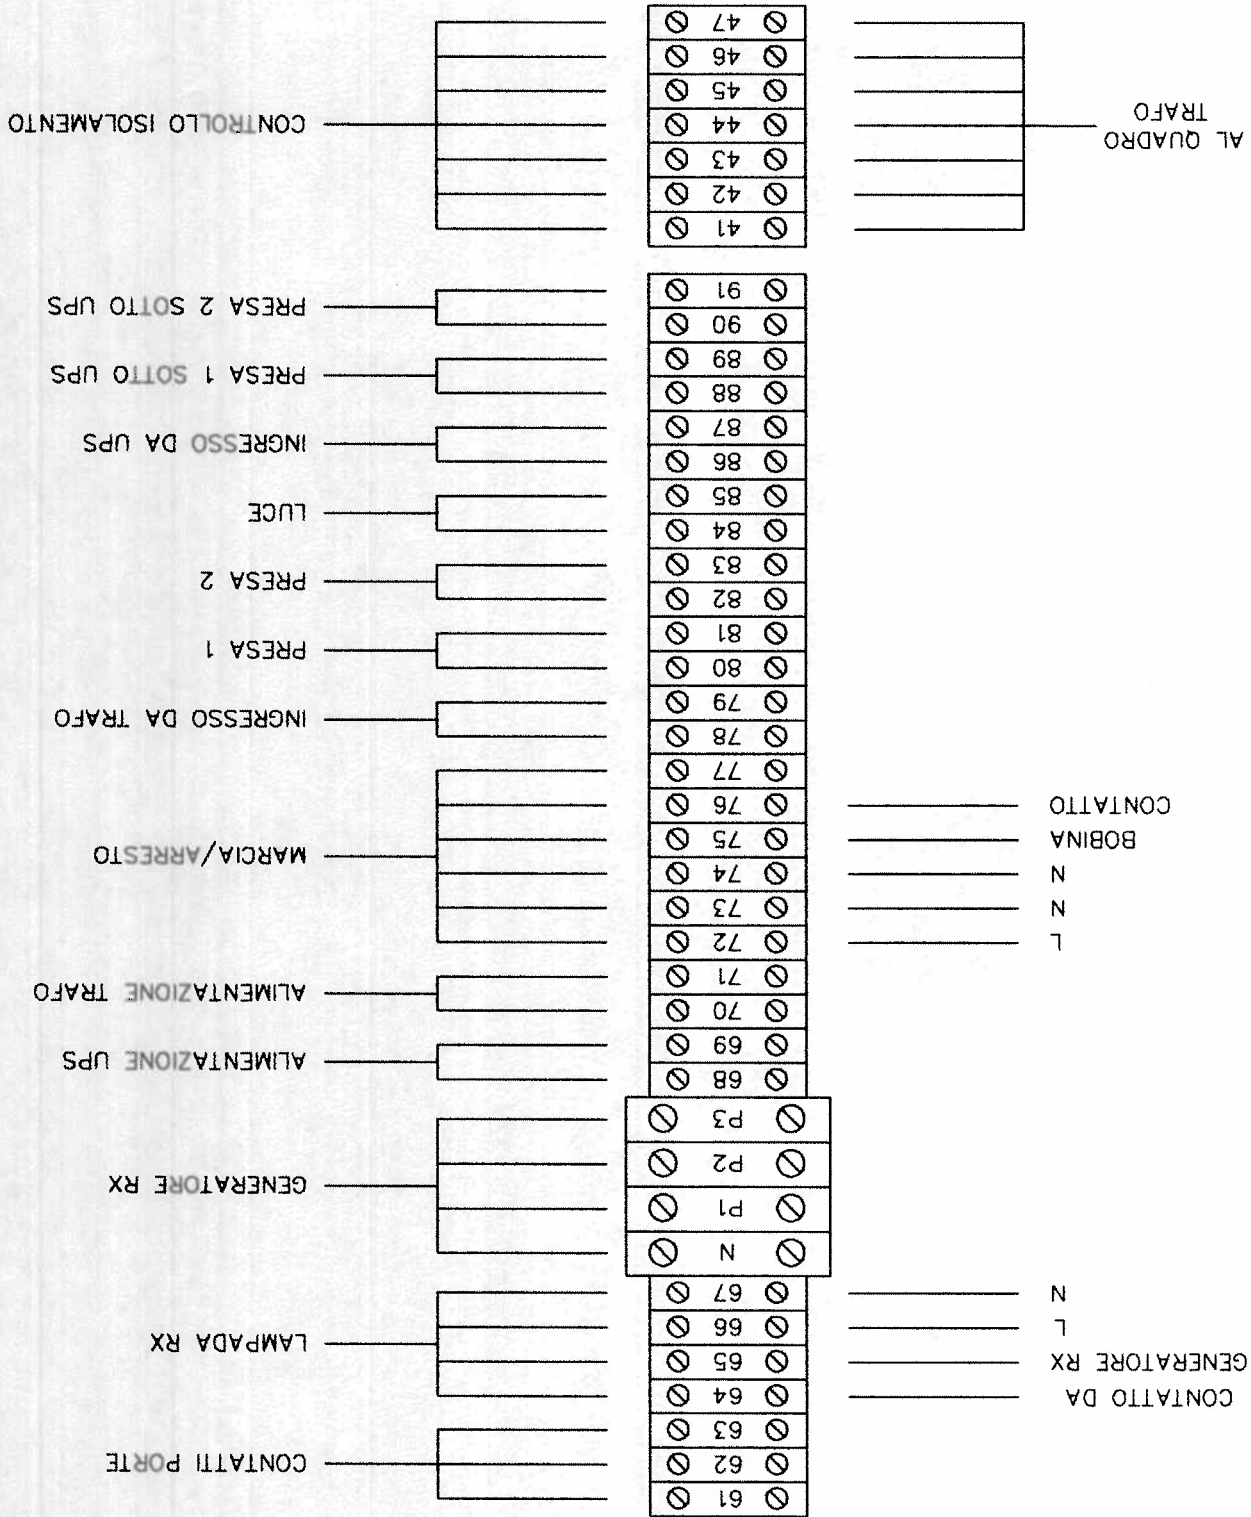 61
62 CONTATTI PORTE
63
CONTATTO DA 64
GENERATORE RX 65 LAMPADA RX
L 66
N 67
N
P1 GENERATORE RX
P2
P3
68 ALIMENTAZIONE UPS
69
70 ALIMENTAZIONE TRAFO
71
L 72
N 73
N 74 MARCIA/ARRESTO
BOBINA 75
CONTATTO 76
77
78 INGRESSO DA TRAFO
79
80 PRESA 1
81
82 PRESA 2
83
84 LUCE
85
86 INGRESSO DA UPS
87
88 PRESA 1 SOTTO UPS
89
90 PRESA 2 SOTTO UPS
91
41
42
43
AL QUADRO
TRAFO
44 CONTROLLO ISOLAMENTO
45
46
47